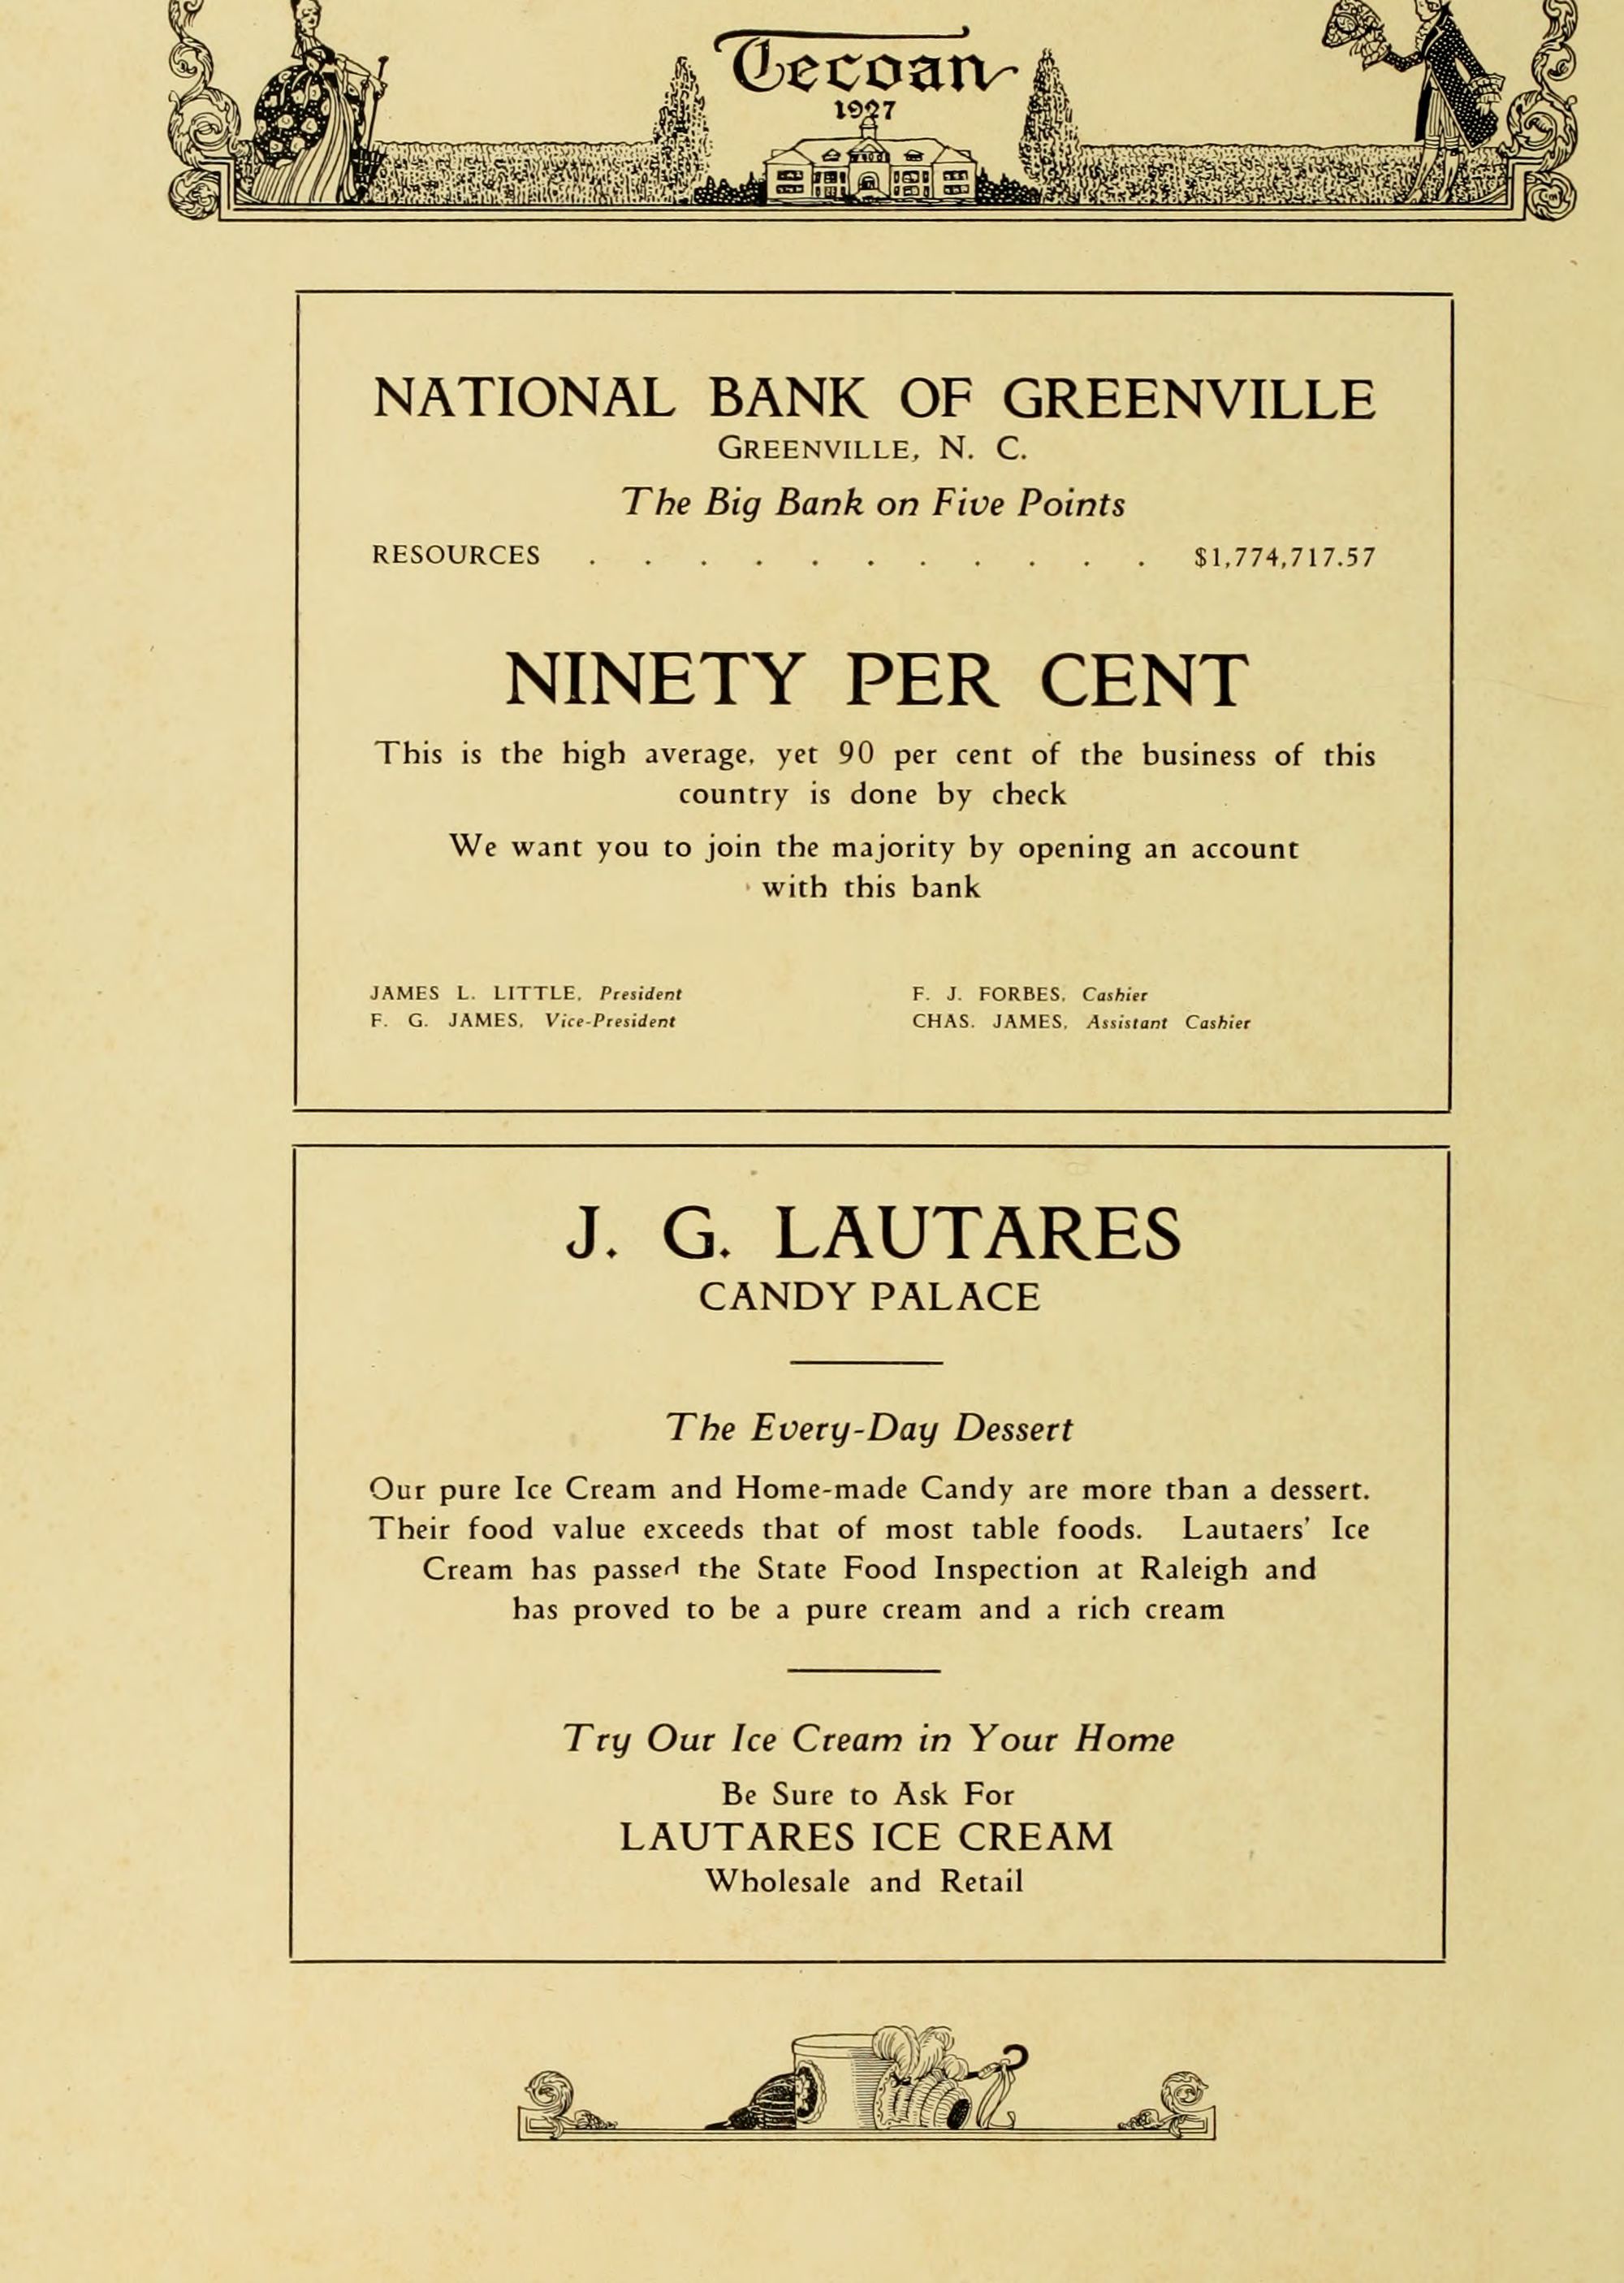 Tecoan
1927
NATIONAL BANK OF GREENVILLE
GREENVILLE, N. C.
The Big Bank on Five Points
RESOURCES . . . . . . . . . . . $1,774,717.57
NINETY PER CENT
This is the high average, yet 90 per cent of the business of this
country is done by check
We want you to join the majority by opening an account
with this bank
JAMES L. LITTLE, President F. J. FORBES, Cashier
F. G. JAMES, Vice-President CHAS. JAMES, Assistant Cashier
J. G. LAUTARES
CANDY PALACE
The Every-Day Dessert
Our pure Ice Cream and Home-made Candy are more than a dessert.
Their food value exceeds that of most table foods. Lautaers' Ice
Cream has passed the State Food Inspection at Raleigh and
has proved to be a pure cream and a rich cream
Try Our Ice Cream in Your Home
Be Sure to Ask For
LAUTARES ICE CREAM
Wholesale and Retail